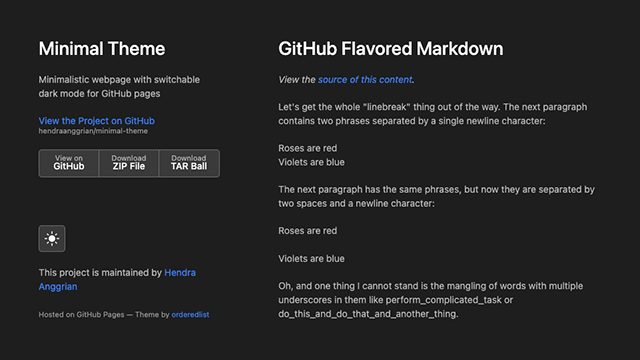 Minimal Theme
Minimalistic webpage with switchable
dark mode for GitHub pages
View the Project on GitHub
hendraanggrian/minimal-theme
View on
GitHub
Download
ZIP File
Download
TAR Ball
This project is maintained by Hendra
Anggrian
Hosted on GitHub Pages — Theme by orderedlist
GitHub Flavored Markdown
View the source of this content.
Let's get the whole "linebreak" thing out of the way. The next paragraph
contains two phrases separated by a single newline character:
Roses are red
Violets are blue
The next paragraph has the same phrases, but now they are separated by
two spaces and a newline character:
Roses are red
Violets are blue
Oh, and one thing I cannot stand is the mangling of words with multiple
underscores in them like perform_complicated_task or
do_this_and_do_that_and_another_thing.